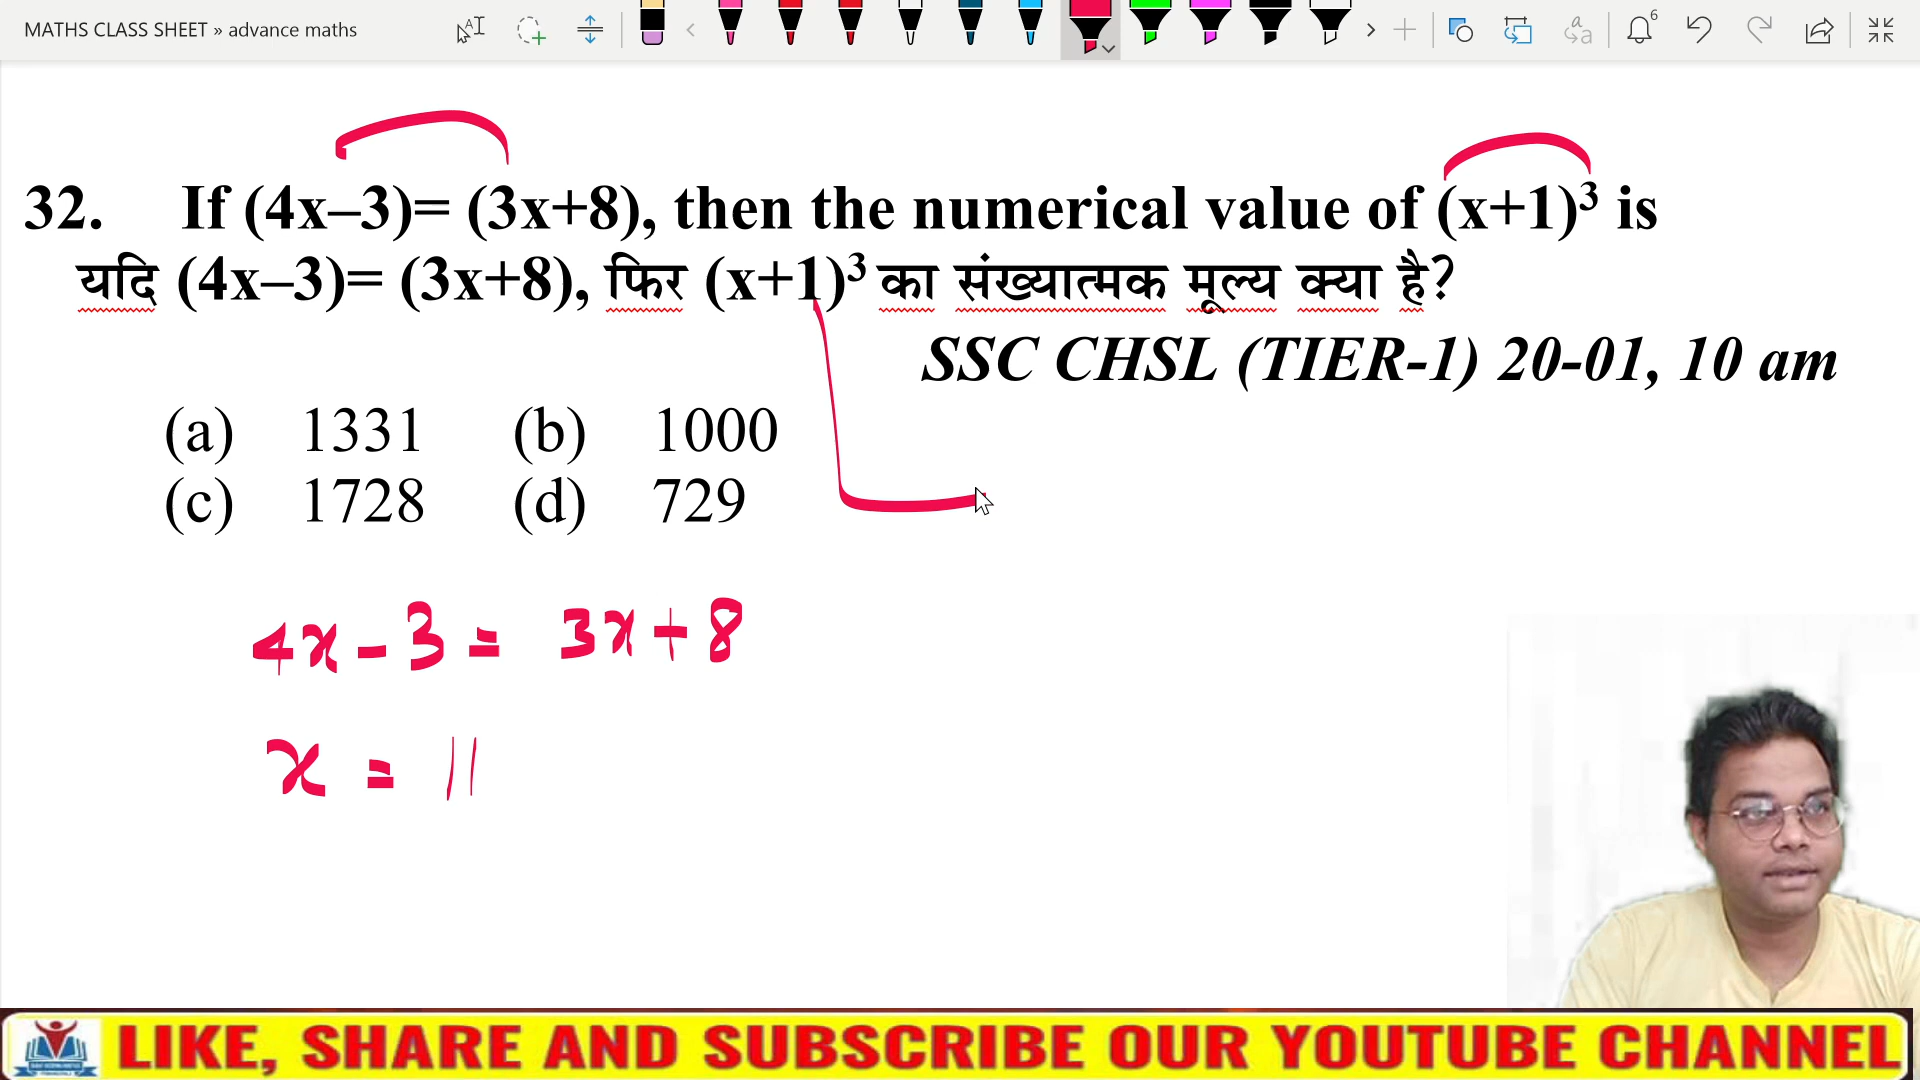 MATHS CLASS SHEET » advance maths
6
32. If (4x–3)= (3x+8), then the numerical value of (x+1)³ is
यदि (4x–3)= (3x+8), फिर (x+1)³ का संख्यात्मक मूल्य क्या है?
SSC CHSL (TIER-1) 20-01, 10 am
(a) 1331 (b) 1000
(c) 1728 (d) 729
4x - 3 = 3x + 8
x = 11
LIKE, SHARE AND SUBSCRIBE OUR YOUTUBE CHANNEL